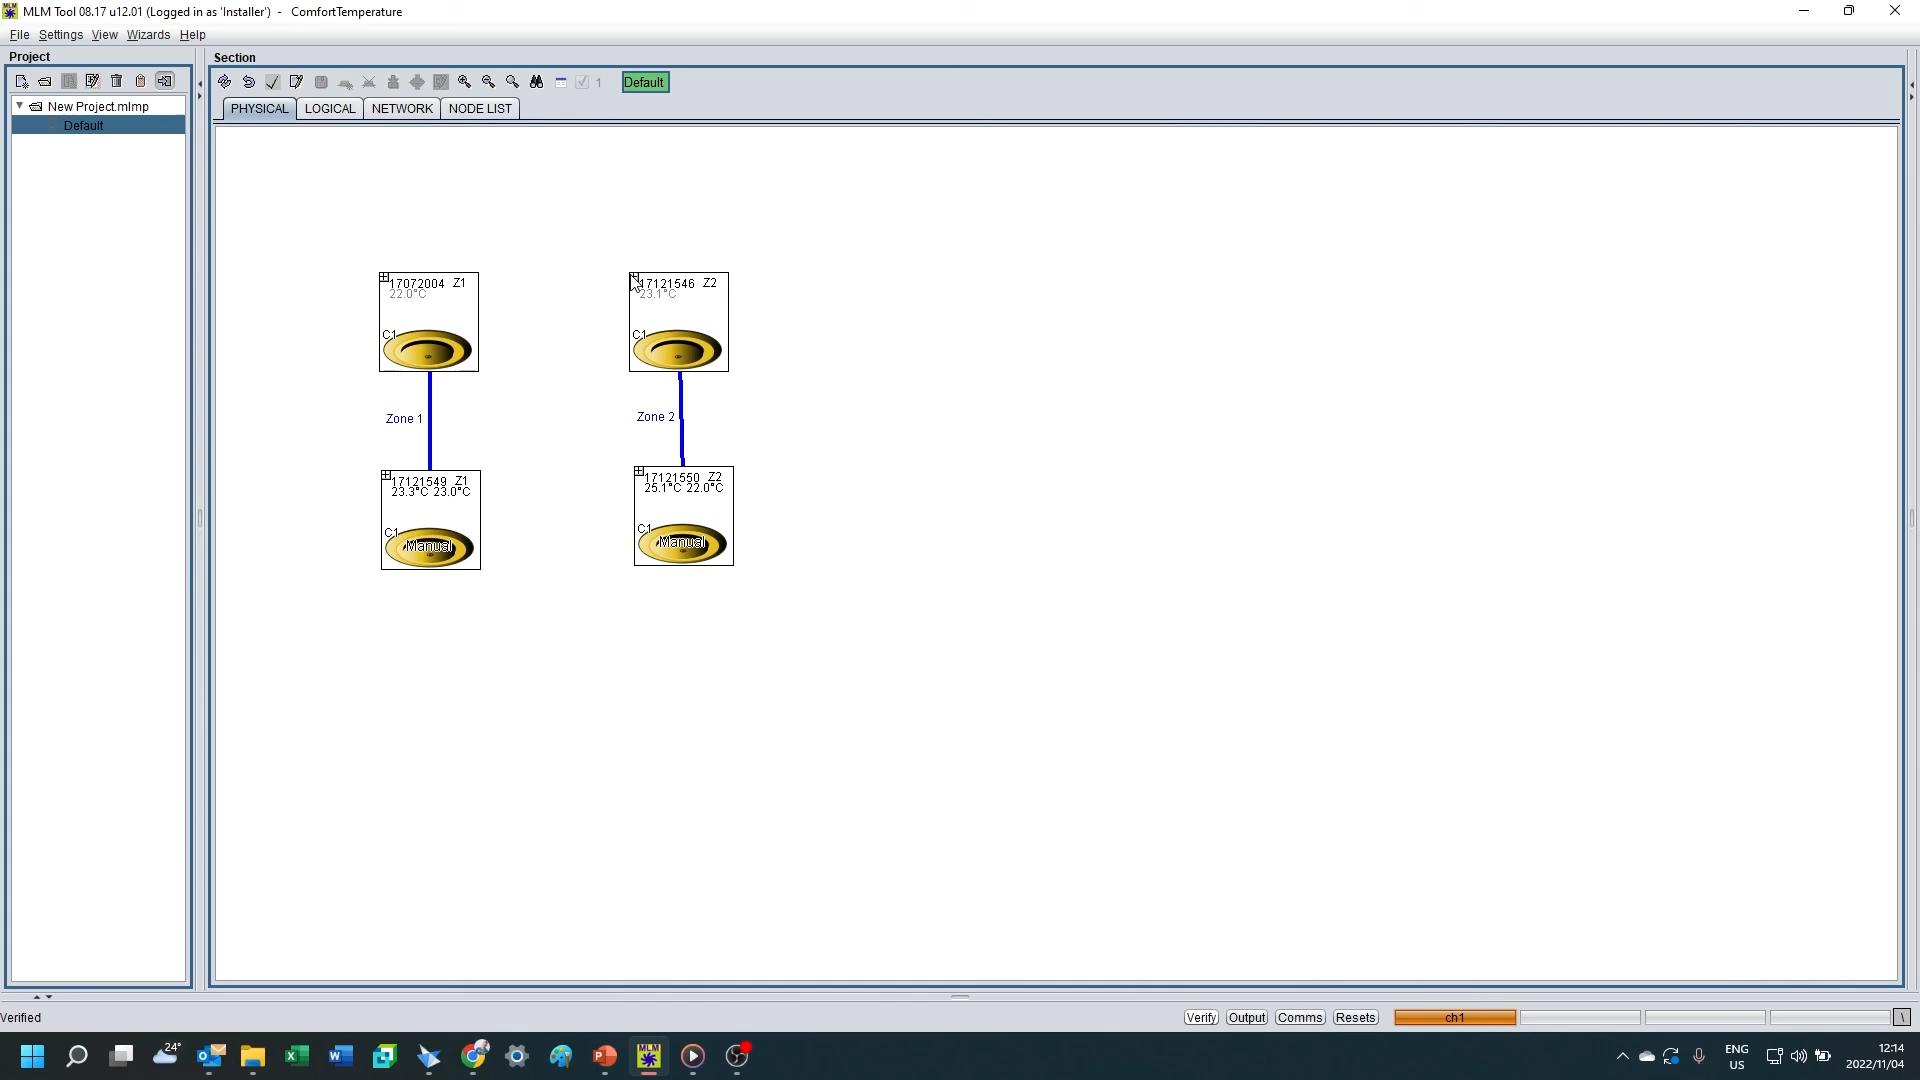 MLM Tool 08.17 u12.01 (Logged in as 'Installer') - ComfortTemperature
File Settings View Wizards Help
Project
Section
1 Default
New Project.mlmp
Default
PHYSICAL LOGICAL NETWORK NODE LIST
17072004 Z1
22.0°C
C1
17121546 Z2
23.1°C
C1
Zone 1
Zone 2
17121549 Z1
23.3°C 23.0°C
C1
Manual
17121550 Z2
25.1°C 22.0°C
C1
Manual
Verified
Verify Output Comms Resets ch1 \
24°
ENG
US
12:14
2022/11/04